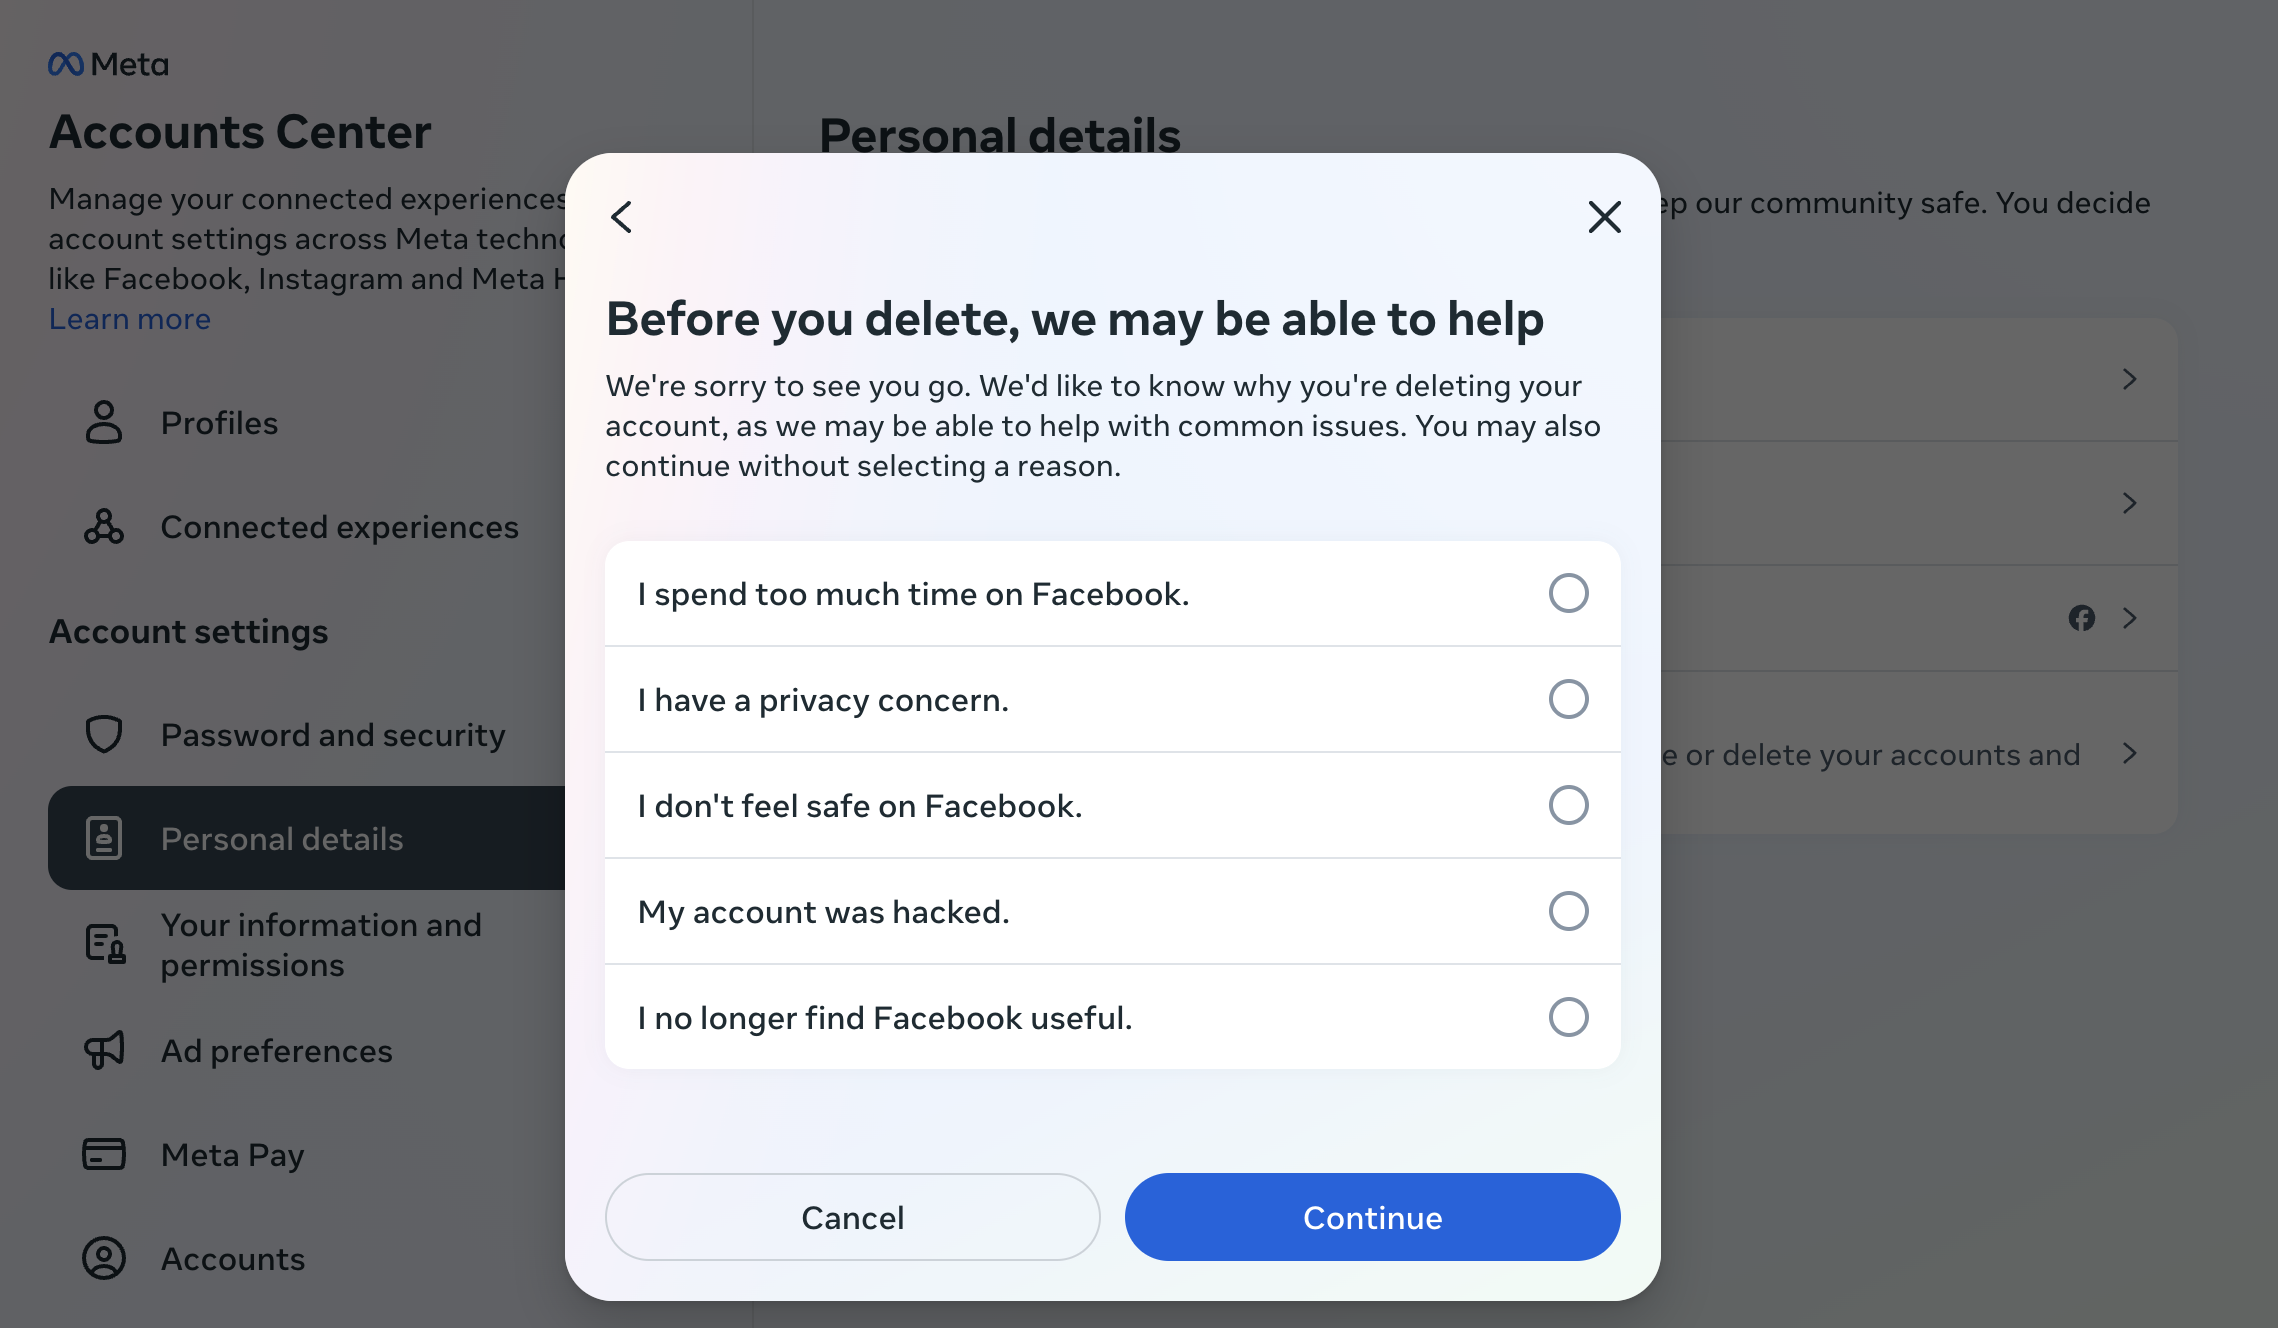 Meta
Accounts Center
Manage your connected experiences
account settings across Meta techno
like Facebook, Instagram and Meta H
Learn more
Profiles
Connected experiences
Account settings
Password and security
Personal details
Your information and
permissions
Ad preferences
Meta Pay
Accounts
Personal details
ep our community safe. You decide
e or delete your accounts and
Before you delete, we may be able to help
We're sorry to see you go. We'd like to know why you're deleting your
account, as we may be able to help with common issues. You may also
continue without selecting a reason.
I spend too much time on Facebook.
I have a privacy concern.
I don't feel safe on Facebook.
My account was hacked.
I no longer find Facebook useful.
Cancel
Continue